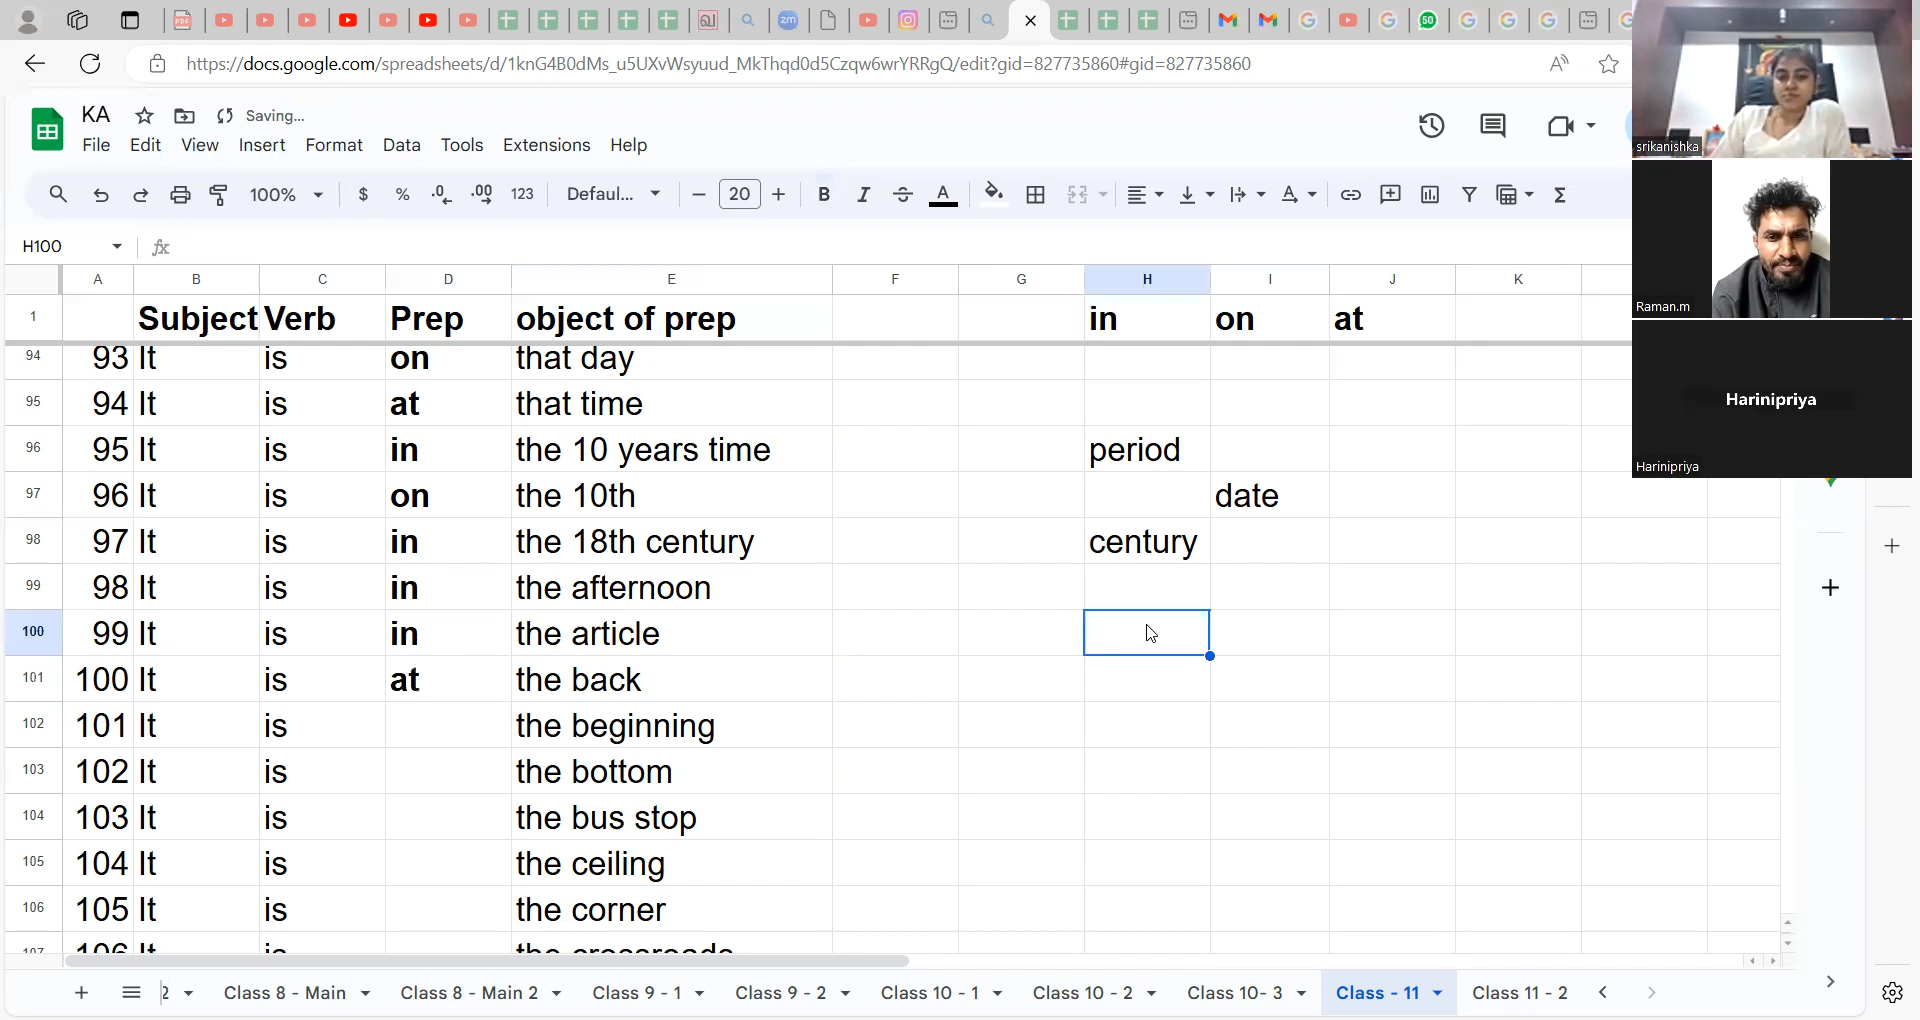 https://docs.google.com/spreadsheets/d/1knG4B0dMs_u5UXvWsyuud_MkThqd0d5Czqw6wrYRRgQ/edit?gid=827735860#gid=827735860
KA
Saving...
File Edit View Insert Format Data Tools Extensions Help
100% $ % .0 .00 123 Defaul... 20 B I S A
H100 fx
A B C D E F G H I J K
1 Subject Verb Prep object of prep in on at
94 93 It is on that day
95 94 It is at that time
96 95 It is in the 10 years time period
97 96 It is on the 10th date
98 97 It is in the 18th century century
99 98 It is in the afternoon
100 99 It is in the article
101 100 It is at the back
102 101 It is the beginning
103 102 It is the bottom
104 103 It is the bus stop
105 104 It is the ceiling
106 105 It is the corner
107 106 It is the crossroads
2 Class 8 - Main Class 8 - Main 2 Class 9 - 1 Class 9 - 2 Class 10 - 1 Class 10 - 2 Class 10- 3 Class - 11 Class 11 - 2
srikanishka
Raman.m
Harinipriya
Harinipriya